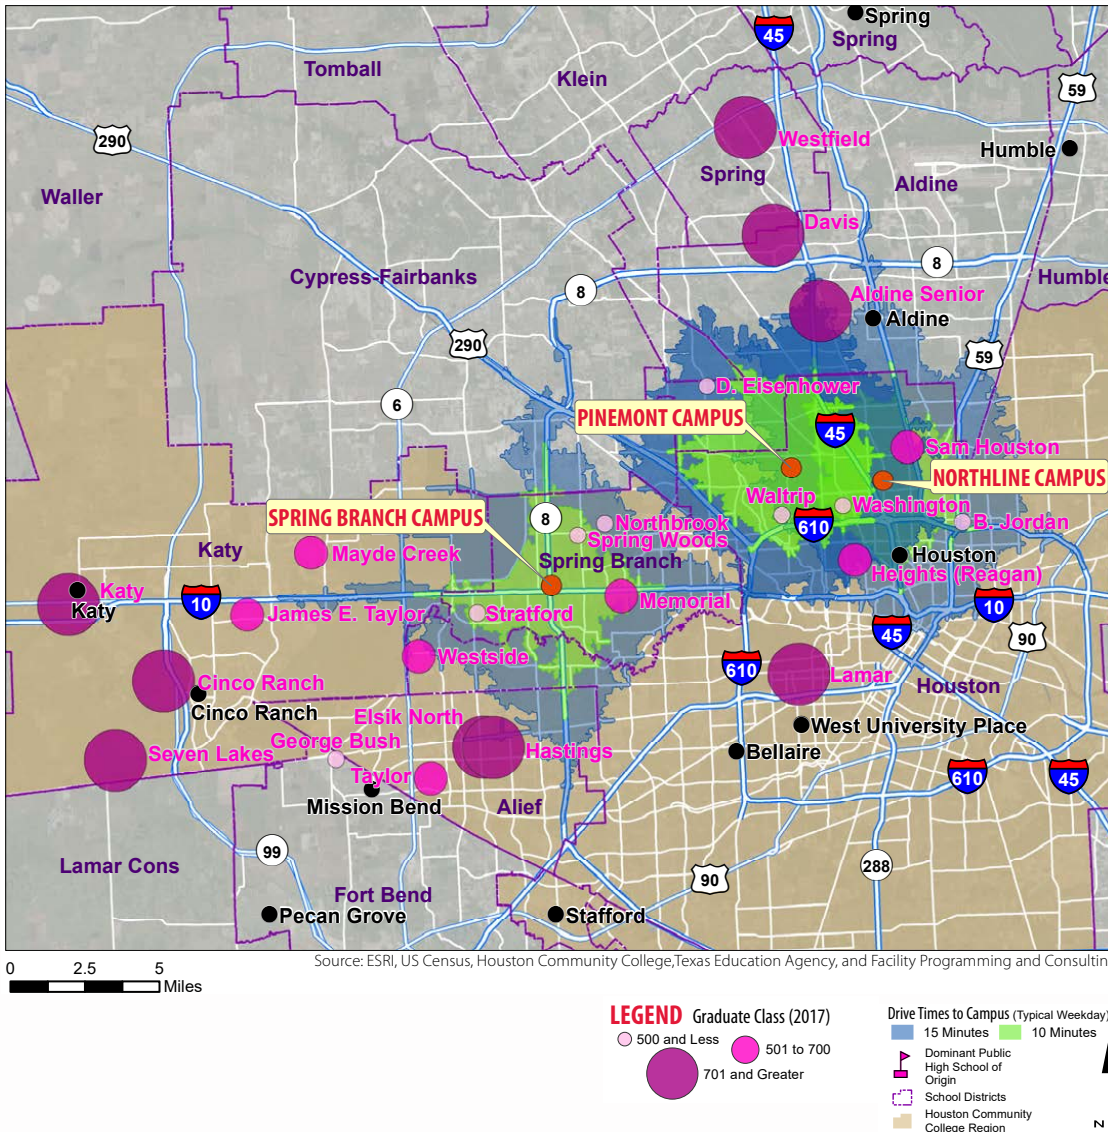 Spring
45
Spring
Tomball
Klein
59
290
Westfield
Humble
Spring
Aldine
Waller
Davis
Cypress-Fairbanks
8
Humble
8
Aldine Senior
Aldine
290
59
D. Eisenhower
6
PINEMONT CAMPUS
45
Sam Houston
NORTHLINE CAMPUS
Waltrip
Washington
SPRING BRANCH CAMPUS
8
Northbrook
610
B. Jordan
Spring Woods
Katy
Mayde Creek
Spring Branch
Houston
Heights (Reagan)
Katy
Katy
10
Memorial
10
James E. Taylor
Stratford
45
90
Westside
610
Lamar
Cinco Ranch
Houston
Cinco Ranch
Elsik North
West University Place
George Bush
Seven Lakes
Hastings
Bellaire
Taylor
610
45
Mission Bend
Alief
99
Lamar Cons
288
90
Fort Bend
Pecan Grove
Stafford
Source: ESRI, US Census, Houston Community College,Texas Education Agency, and Facility Programming and Consultin
0 2.5 5
Miles
LEGEND Graduate Class (2017)
500 and Less
501 to 700
701 and Greater
Drive Times to Campus (Typical Weekday)
15 Minutes 10 Minutes
Dominant Public
High School of
Origin
School Districts
Houston Community
College Region
N